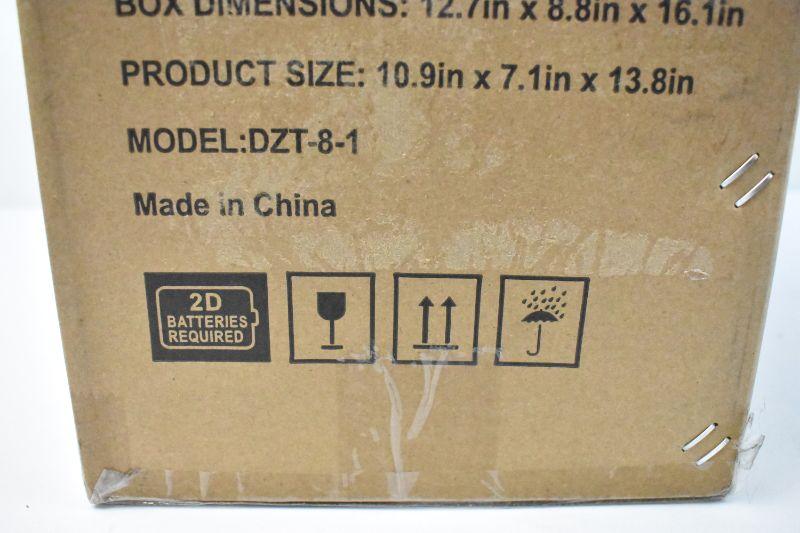 BOX DIMENSIONS: 12.7in x 8.8in x 16.1in
PRODUCT SIZE: 10.9in x 7.1in x 13.8in
MODEL:DZT-8-1
Made in China
2D
BATTERIES
REQUIRED